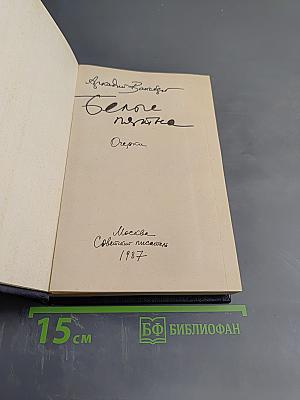 Аркадий Ваксберг
Белые
пятна
Очерки
Москва
Советский писатель
1987
15 см
БФ БИБЛИОФАН